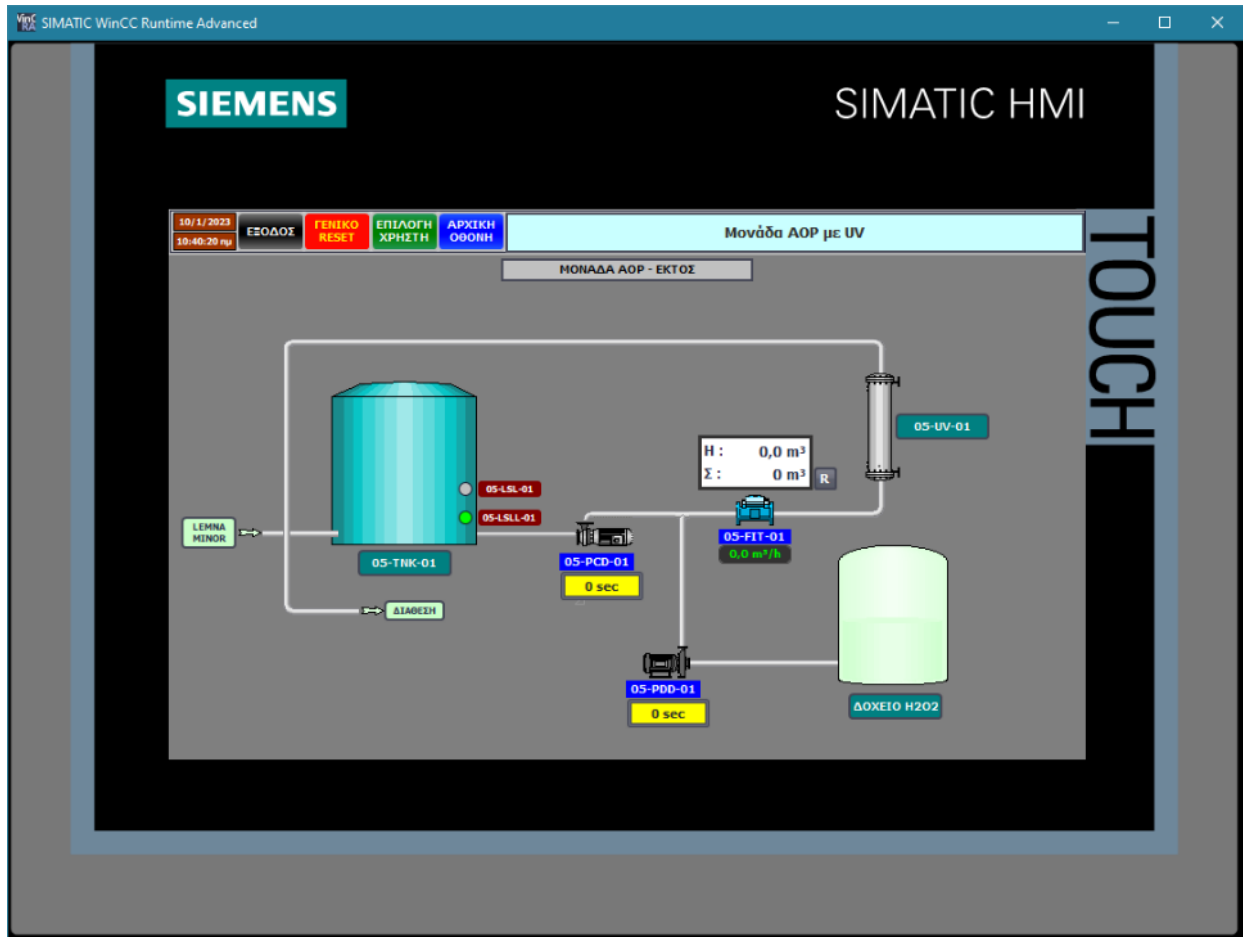 SIMATIC WinCC Runtime Advanced
SIEMENS
SIMATIC HMI
TOUCH
10/1/2023
10:40:20 πμ
ΕΞΟΔΟΣ
ΓΕΝΙΚΟ
RESET
ΕΠΙΛΟΓΗ
ΧΡΗΣΤΗ
ΑΡΧΙΚΗ
ΟΘΟΝΗ
Μονάδα AOP με UV
ΜΟΝΑΔΑ AOP - ΕΚΤΟΣ
05-UV-01
Η : 0,0 m³
Σ : 0 m³
R
05-LSL-01
05-LSLL-01
LEMNA
MINOR
05-FIT-01
0,0 m³/h
05-TNK-01
05-PCD-01
0 sec
ΔΙΑΘΕΣΗ
05-PDD-01
0 sec
ΔΟΧΕΙΟ H2O2